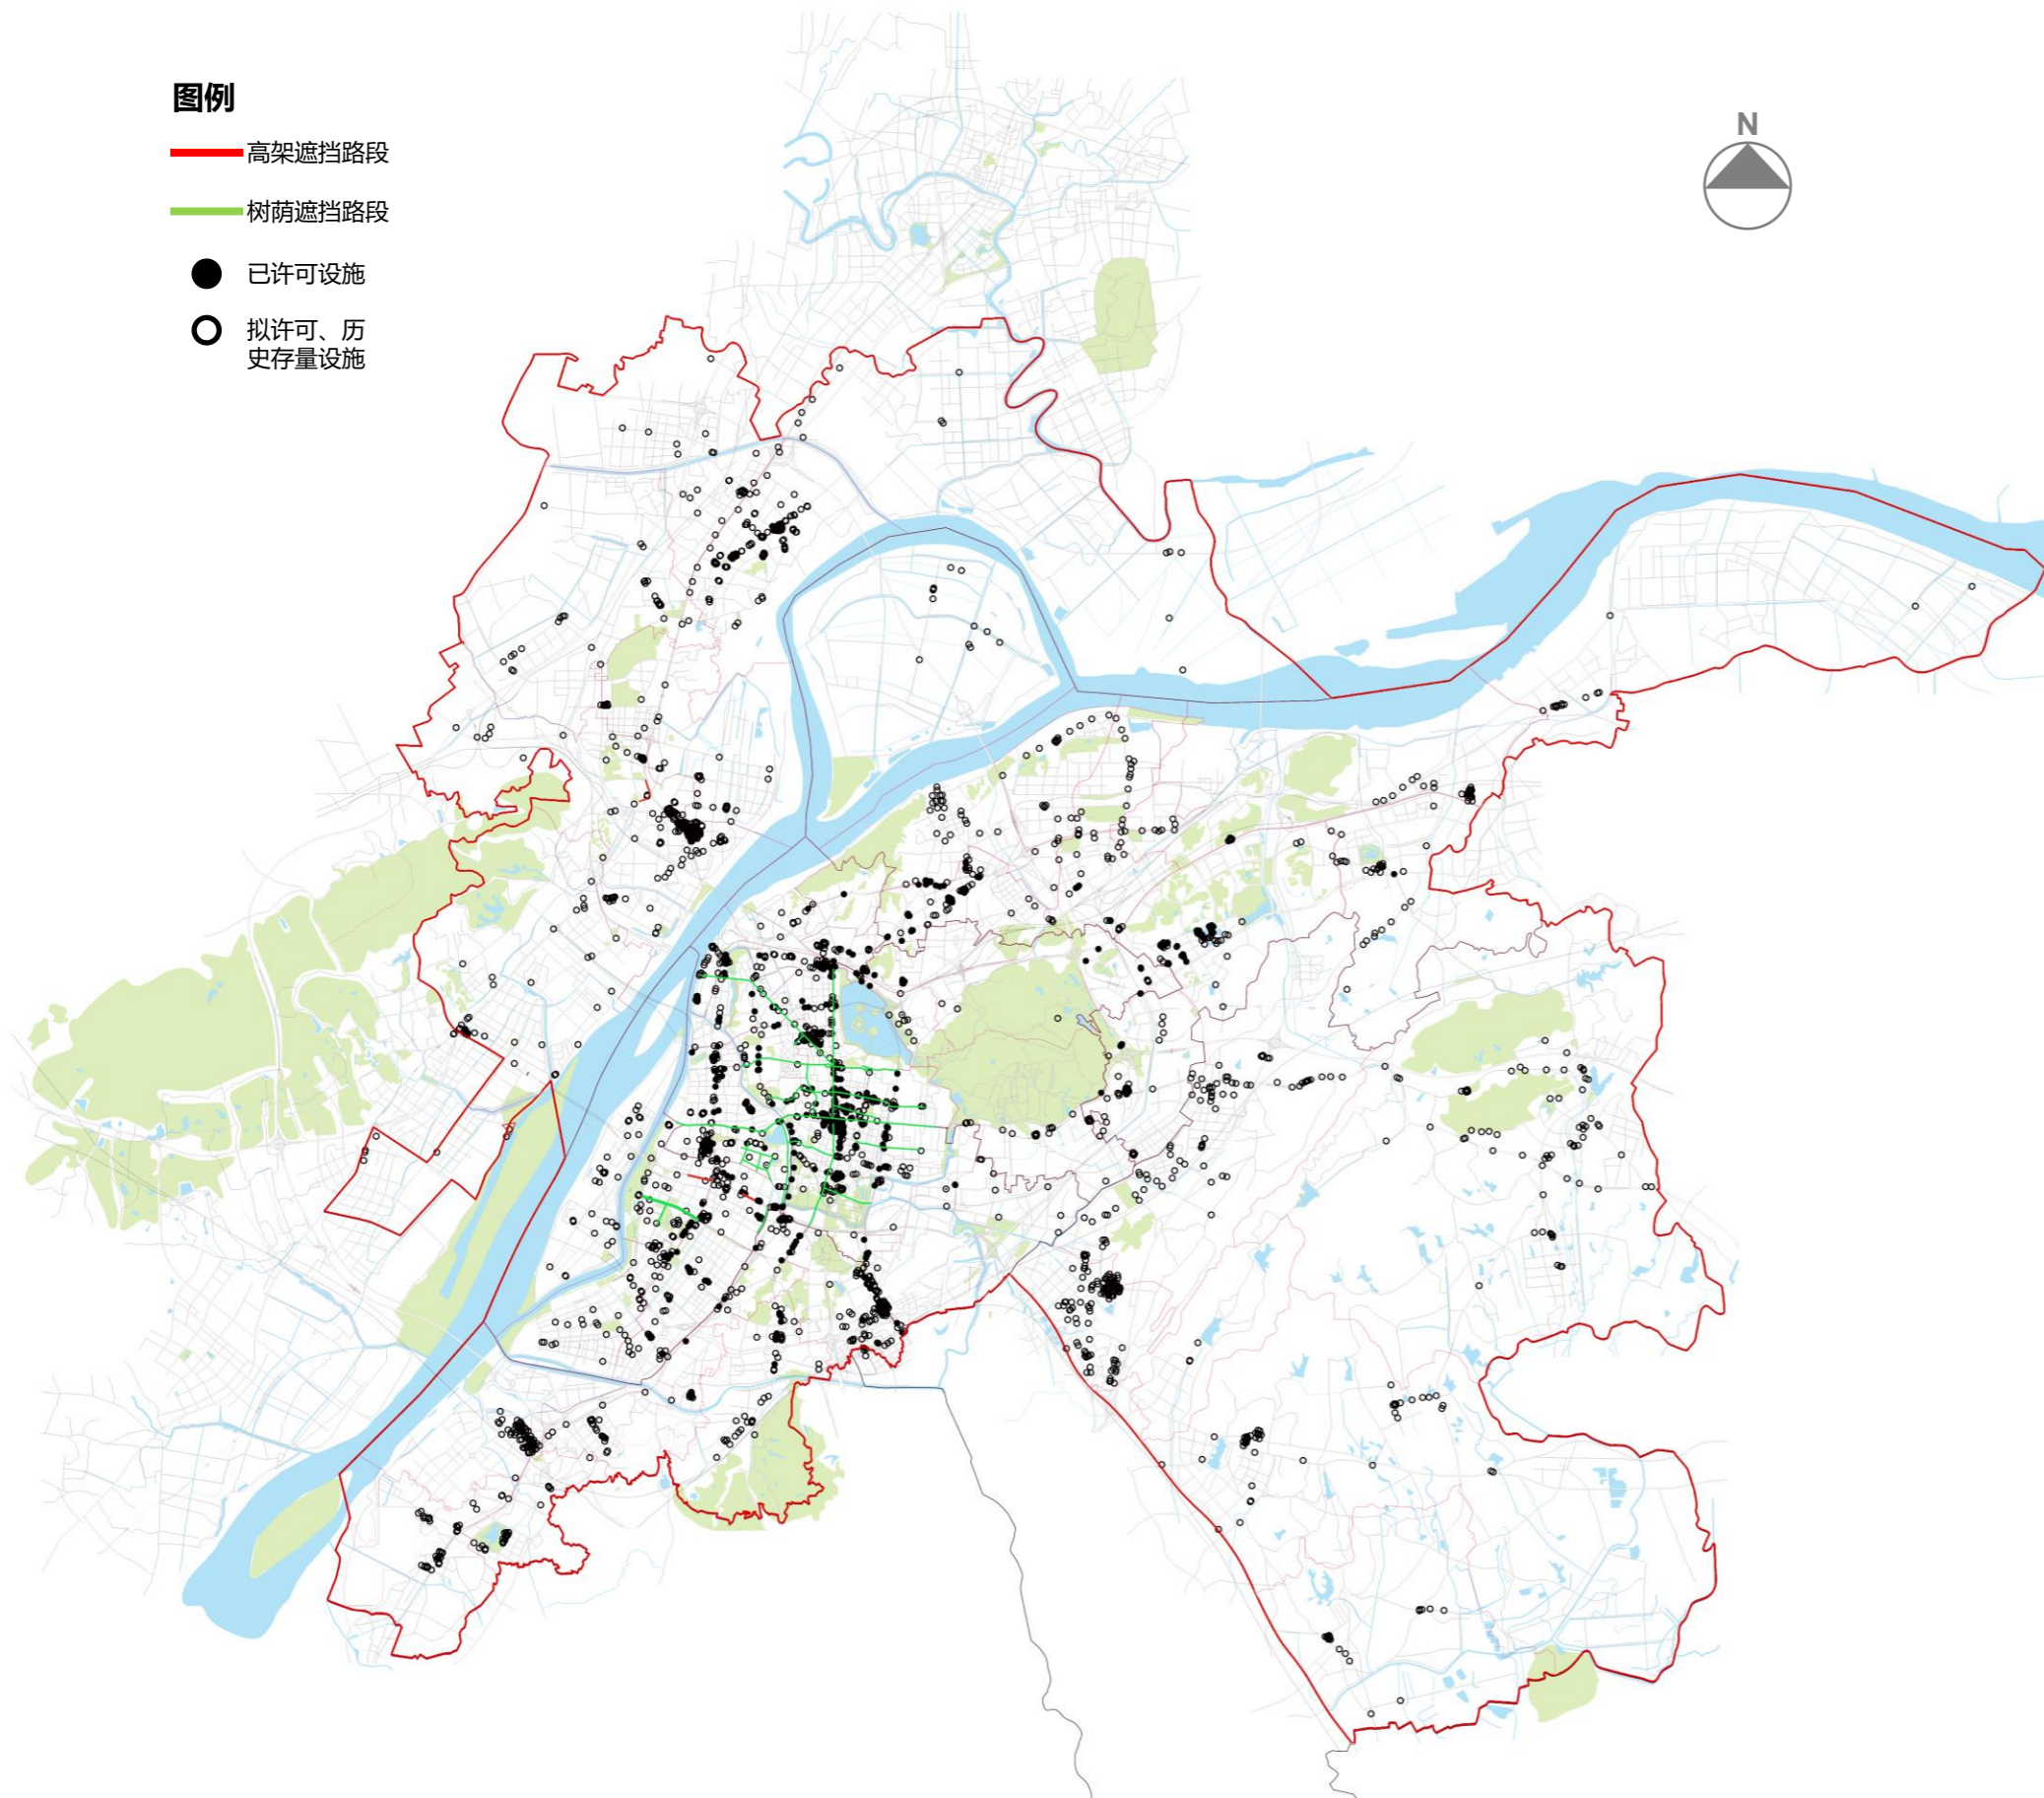 图例
高架遮挡路段
树荫遮挡路段
已许可设施
拟许可、历
史存量设施
N